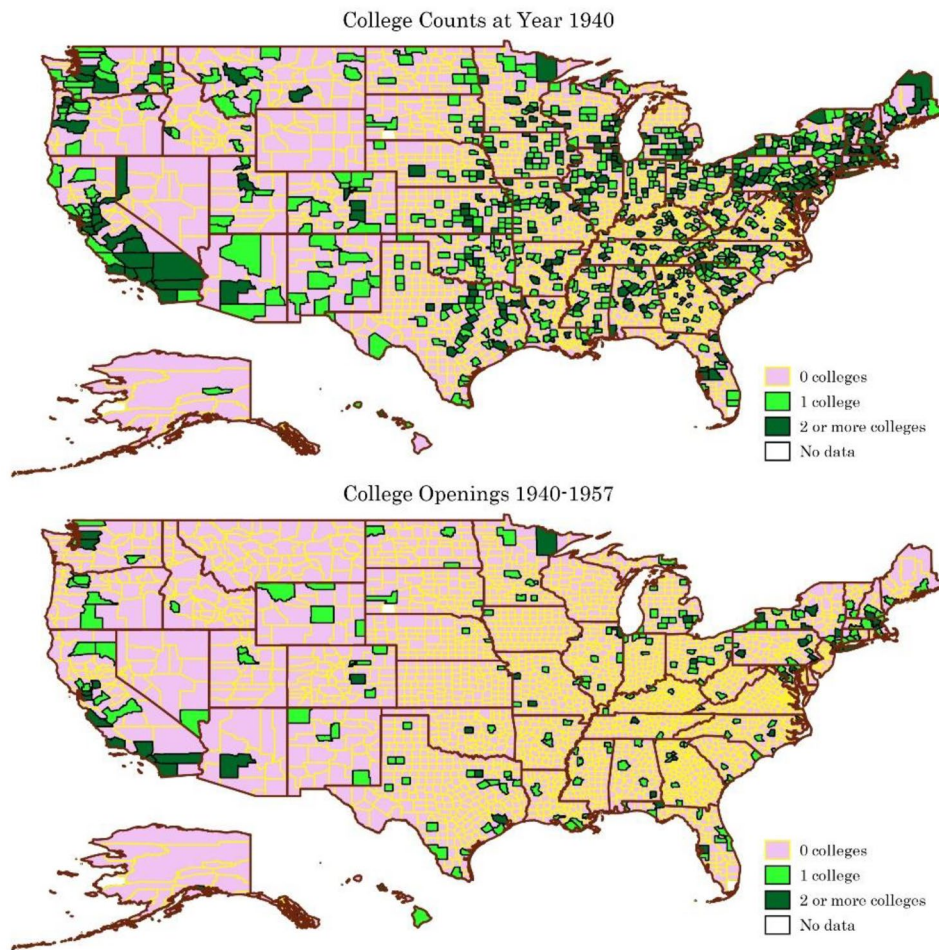 College Counts at Year 1940
0 colleges
1 college
2 or more colleges
No data
College Openings 1940-1957
0 colleges
1 college
2 or more colleges
No data